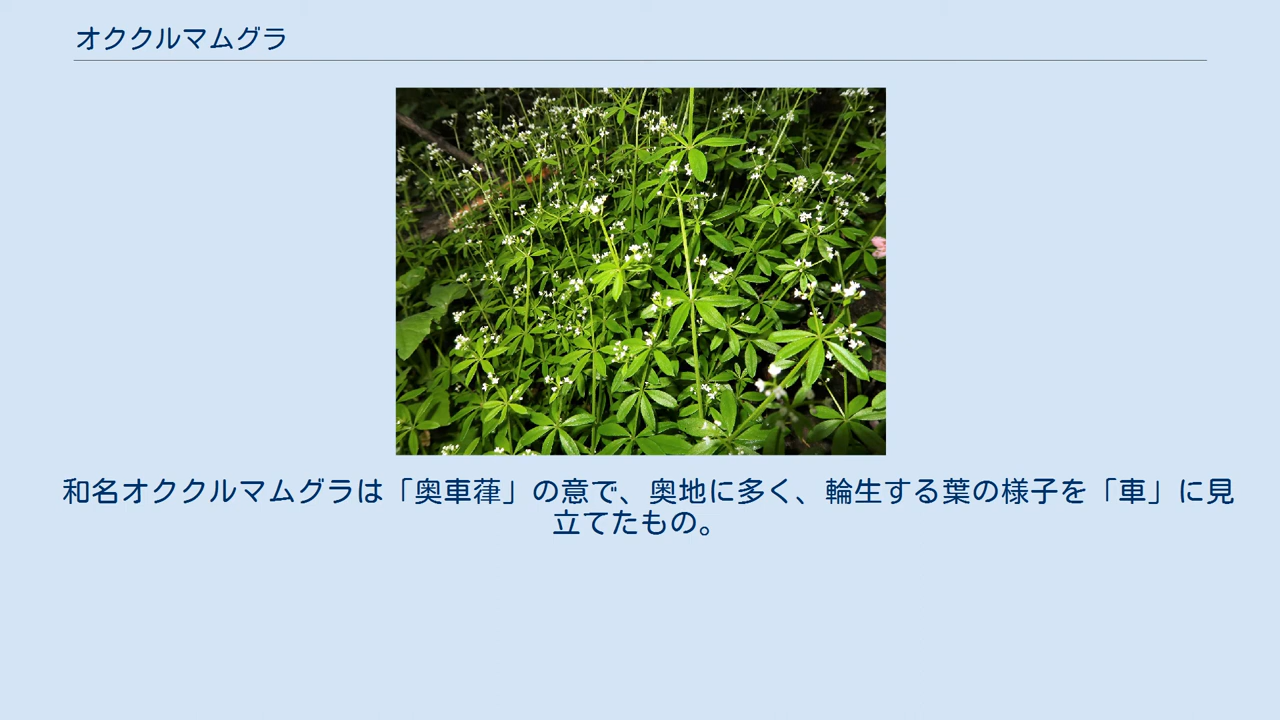 オククルマムグラ
和名オククルマムグラは「奥車葎」の意で、奥地に多く、輪生する葉の様子を「車」に見
立てたもの。